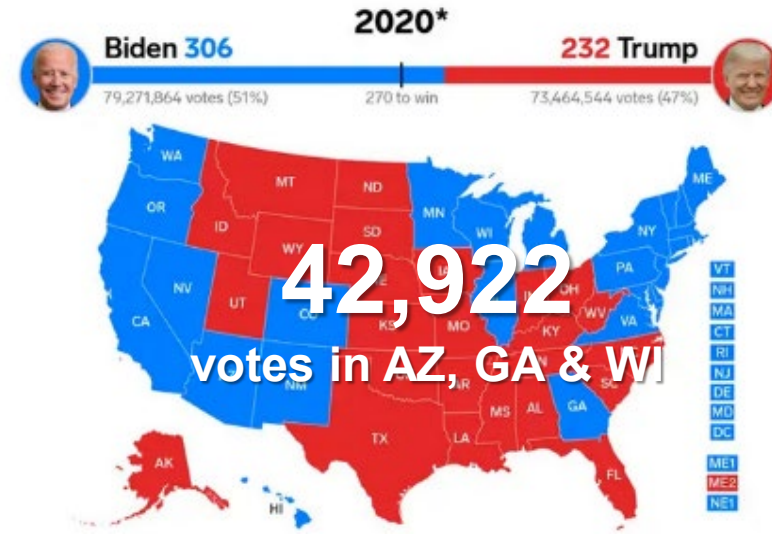 2020*
Biden 306
232 Trump
79,271,864 votes (51%)
270 to win
73,464,544 votes (47%)
WA
MT
ND
MN
ME
OR
ID
SD
WI
NY
WY
42,922
IA
PA
NV
UT
OH
CA
CO
KS
MO
KY
WV
VA
votes in AZ, GA & WI
NM
AR
SC
MS
AL
GA
TX
LA
AK
HI
FL
VT
NH
MA
CT
RI
NJ
DE
MD
DC
ME1
ME2
NE1